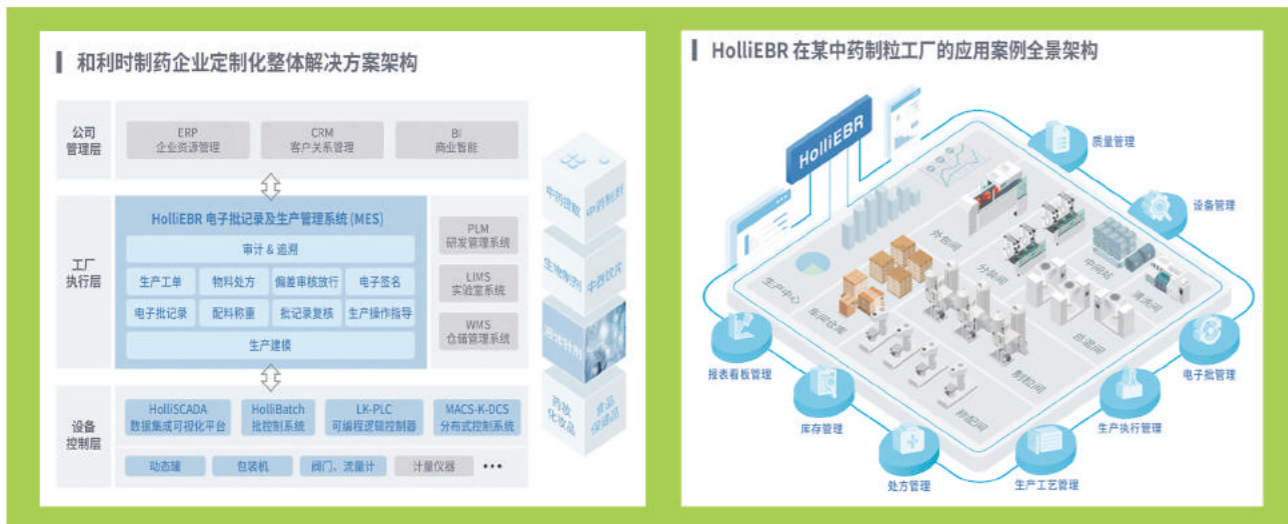 和利时制药企业定制化整体解决方案架构
公司
管理层
ERP
企业资源管理
CRM
客户关系管理
BI
商业智能
工厂
执行层
HolliEBR 电子批记录及生产管理系统 (MES)
审计 & 追溯
生产工单
物料处方
偏差审核放行
电子签名
电子批记录
配料称重
批记录复核
生产操作指导
生产建模
PLM
研发管理系统
LIMS
实验室系统
WMS
仓储管理系统
设备
控制层
HolliSCADA
数据集成可视化平台
HolliBatch
批控制系统
LK-PLC
可编程逻辑控制器
MACS-K-DCS
分布式控制系统
动态罐
包装机
阀门、流量计
计量仪器
•••
中药提取
中药制剂
生物制药
中药饮片
药妆
化妆品
食品
保健品
HolliEBR 在某中药制粒工厂的应用案例全景架构
HolliEBR
质量管理
设备管理
电子批管理
生产执行管理
生产工艺管理
处方管理
库存管理
报表看板管理
生产中心
车间仓库
外包间
分装间
中间站
清洗间
总混间
制粒间
称配间